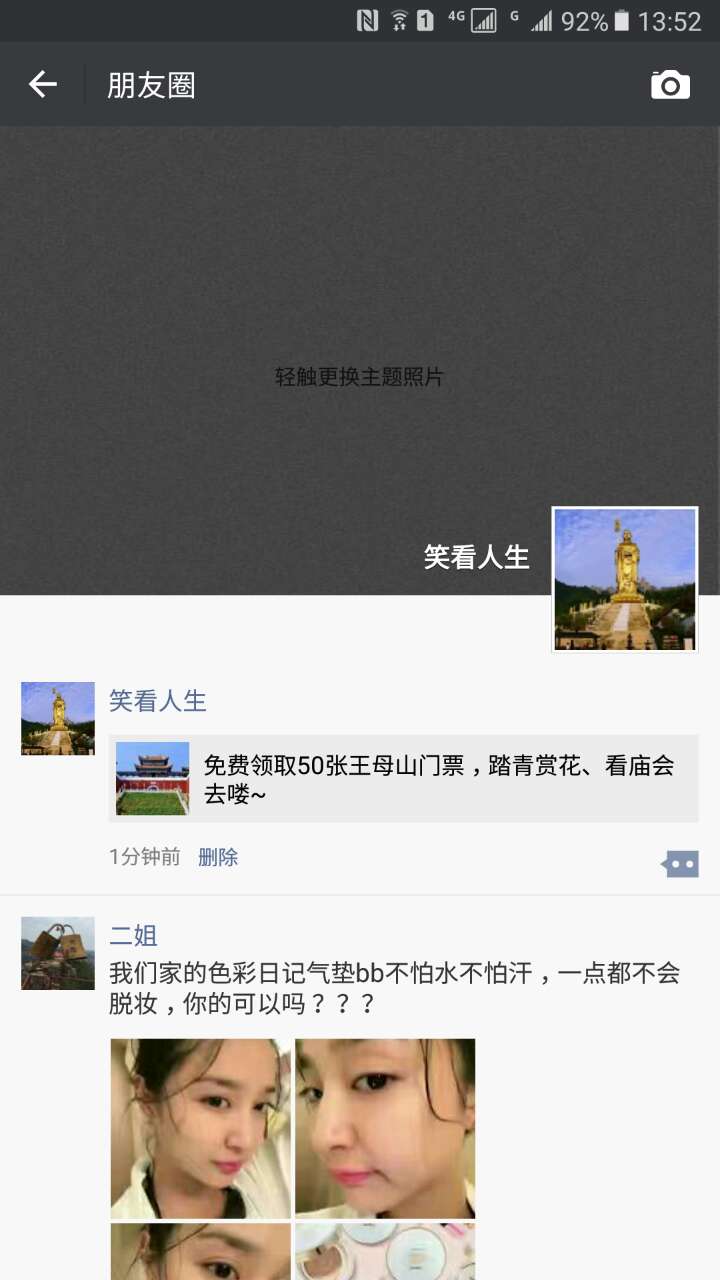 1 4G G 92% 13:52
朋友圈
轻触更换主题照片
笑看人生
笑看人生
免费领取50张王母山门票，踏青赏花、看庙会
去喽~
1分钟前 删除
二姐
我们家的色彩日记气垫bb不怕水不怕汗，一点都不会
脱妆，你的可以吗？？？